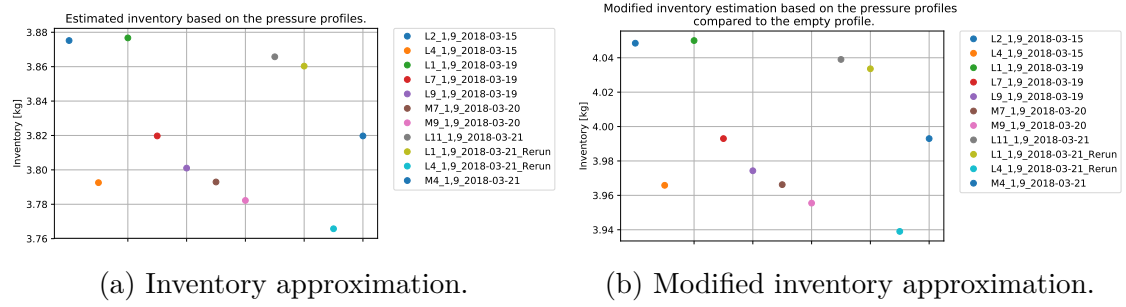 Estimated inventory based on the pressure profiles.
Inventory [kg]
3.88
3.86
3.84
3.82
3.80
3.78
3.76
L2_1,9_2018-03-15
L4_1,9_2018-03-15
L1_1,9_2018-03-19
L7_1,9_2018-03-19
L9_1,9_2018-03-19
M7_1,9_2018-03-20
M9_1,9_2018-03-20
L11_1,9_2018-03-21
L1_1,9_2018-03-21_Rerun
L4_1,9_2018-03-21_Rerun
M4_1,9_2018-03-21
(a) Inventory approximation.
Modified inventory estimation based on the pressure profiles
compared to the empty profile.
Inventory [kg]
4.04
4.02
4.00
3.98
3.96
3.94
L2_1,9_2018-03-15
L4_1,9_2018-03-15
L1_1,9_2018-03-19
L7_1,9_2018-03-19
L9_1,9_2018-03-19
M7_1,9_2018-03-20
M9_1,9_2018-03-20
L11_1,9_2018-03-21
L1_1,9_2018-03-21_Rerun
L4_1,9_2018-03-21_Rerun
M4_1,9_2018-03-21
(b) Modified inventory approximation.